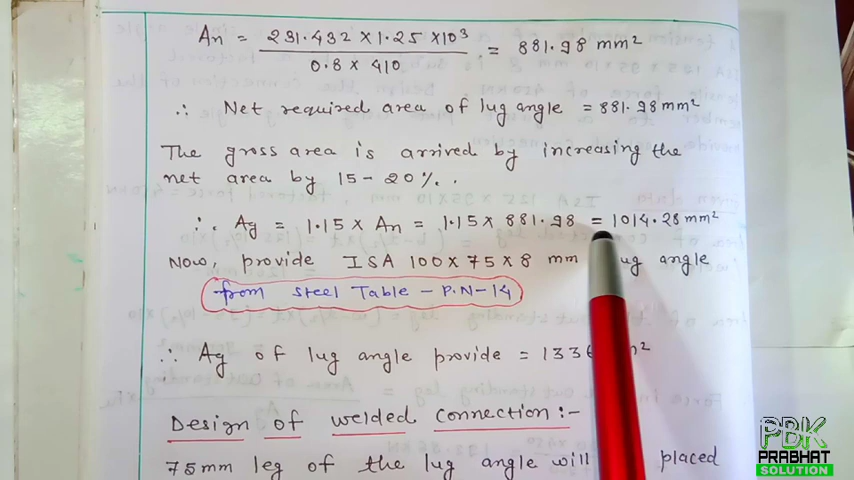 An = 231.432 × 1.25 × 10³ / 0.8 × 410 = 881.98 mm²
∴ Net required area of lug angle = 881.98 mm²
The gross area is arrived by increasing the
net area by 15 - 20%.
∴ Ag = 1.15 × An = 1.15 × 881.98 = 1014.28 mm²
Now, provide ISA 100 × 75 × 8 mm lug angle
from Steel Table - P.N-14
∴ Ag of lug angle provide = 1336
Design of welded connection :-
75mm leg of the lug angle will placed
PBK
PRABHAT
SOLUTION